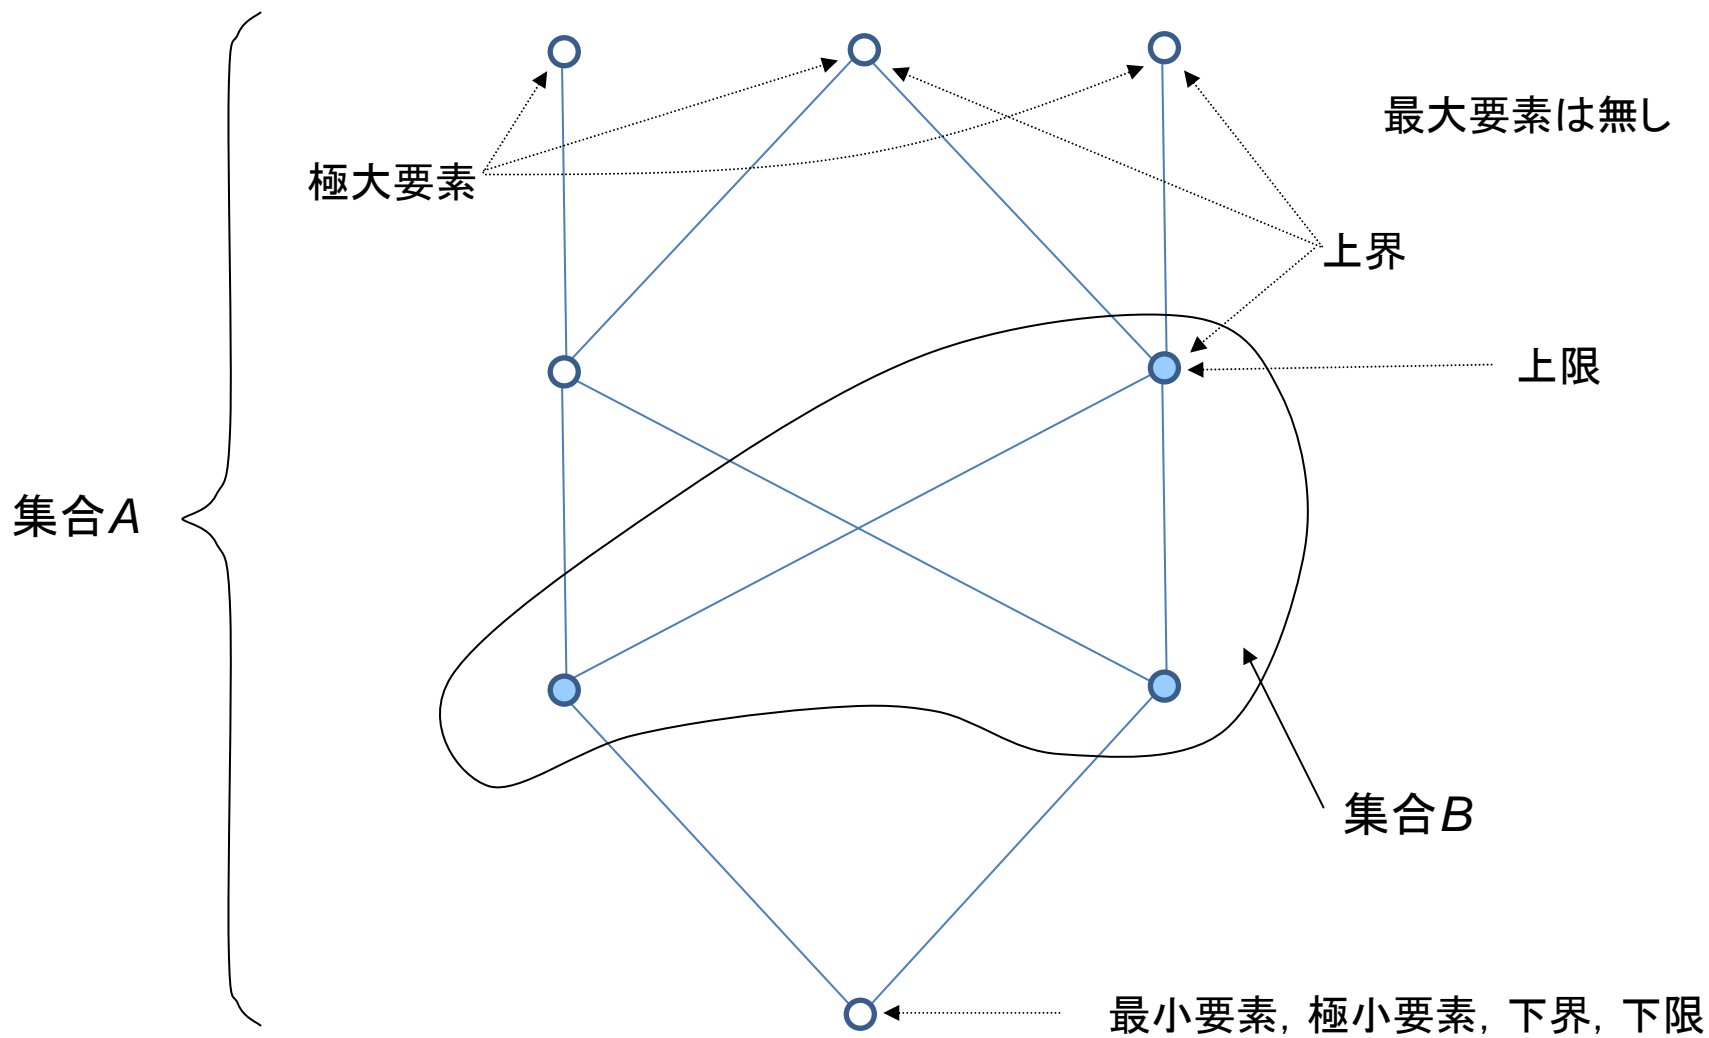 最大要素は無し
極大要素
上界
上限
集合A
集合B
最小要素, 極小要素, 下界, 下限